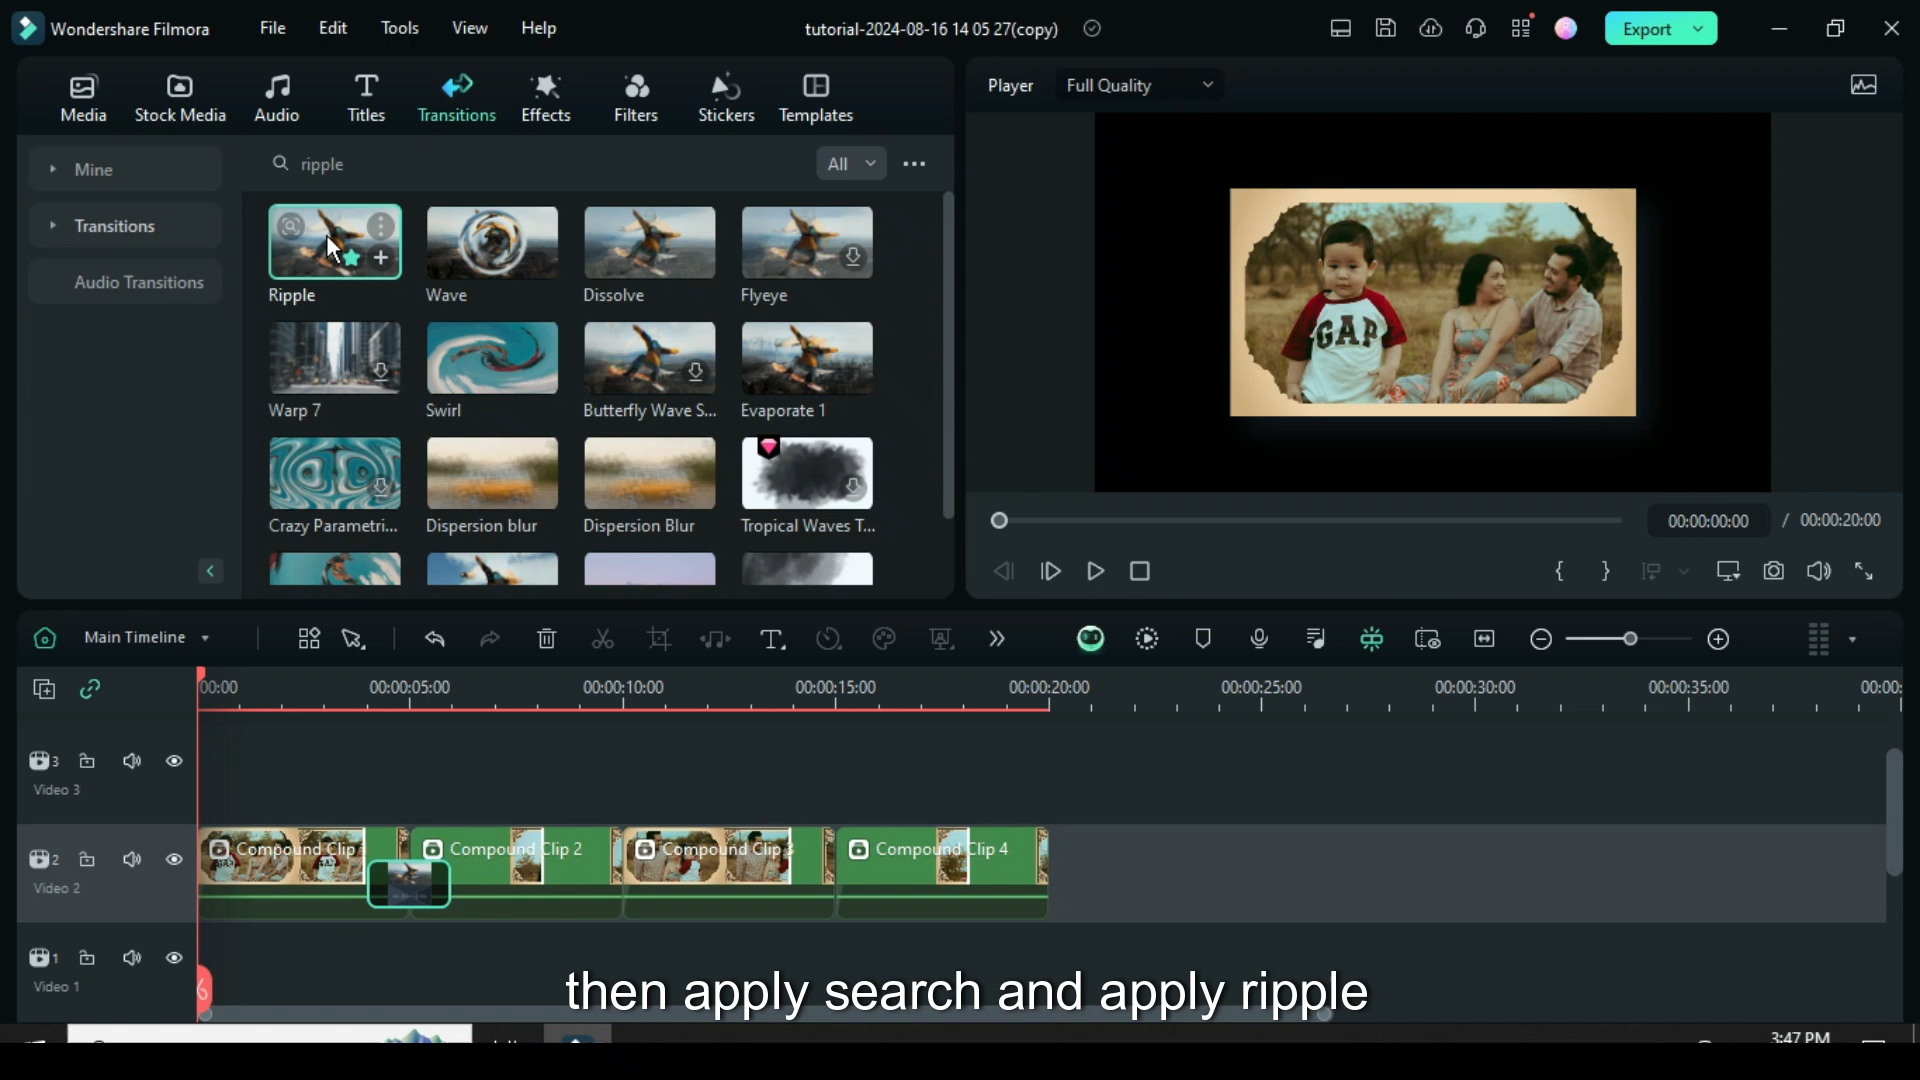 Wondershare Filmora
File Edit Tools View Help
tutorial-2024-08-16 14 05 27(copy)
Export
Media Stock Media Audio Titles Transitions Effects Filters Stickers Templates
Player Full Quality
Mine
Transitions
Audio Transitions
ripple
All
Ripple Wave Dissolve Flyeye
Warp 7 Swirl Butterfly Wave S... Evaporate 1
Crazy Parametri... Dispersion blur Dispersion Blur Tropical Waves T...
GAP
00:00:00:00 / 00:00:20:00
Main Timeline
00:00 00:00:05:00 00:00:10:00 00:00:15:00 00:00:20:00 00:00:25:00 00:00:30:00 00:00:35:00 00:00:
3
Video 3
2
Video 2
Compound Clip Compound Clip 2 Compound Clip 3 Compound Clip 4
1
Video 1
then apply search and apply ripple
3:47 PM